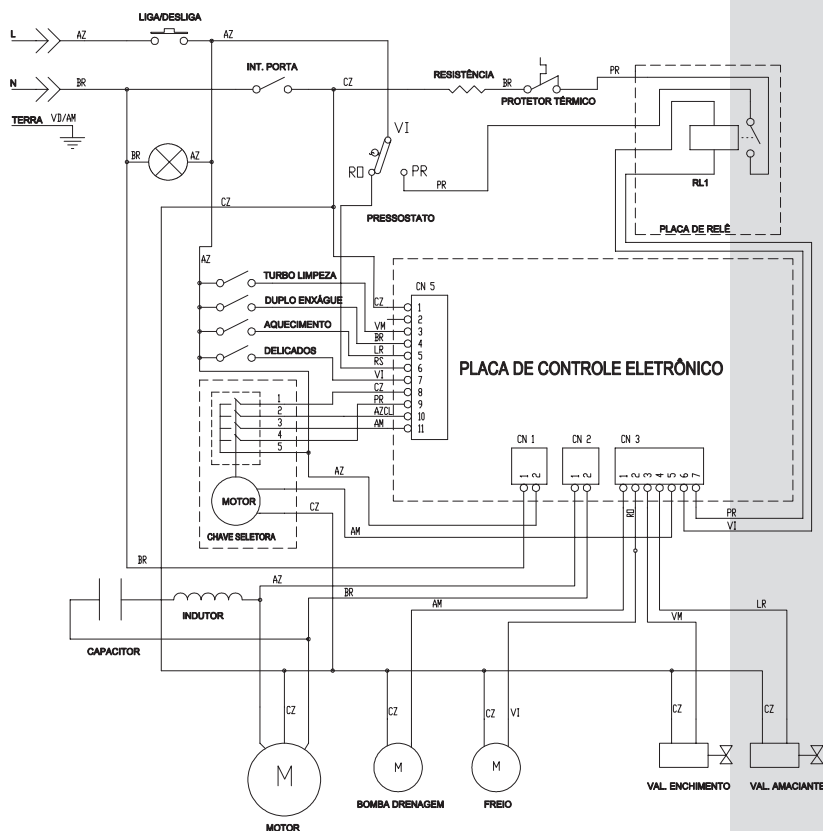 LIGA/DESLIGA
L AZ AZ
N BR INT. PORTA CZ RESISTÊNCIA BR PROTETOR TÉRMICO PR
TERRA VD/AM
BR AZ
VI
RO PR
PR
PRESSOSTATO
RL1
PLACA DE RELÊ
CZ
AZ
TURBO LIMPEZA
DUPLO ENXÁGUE
AQUECIMENTO
DELICADOS
CN 5
CZ 1
2
VM 3
BR 4
LR 5
RS 6
VI 7
CZ 8
PR 9
AZCL 10
AM 11
PLACA DE CONTROLE ELETRÔNICO
1
2
3
4
5
MOTOR
CHAVE SELETORA
CN 1
1 2
CN 2
1 2
CN 3
1 2 3 4 5 6 7
AZ
CZ
AM
RO
PR
VI
BR
AZ
BR
AM
VM
LR
INDUTOR
CAPACITOR
CZ
CZ
CZ
VI
CZ
CZ
M
MOTOR
M
BOMBA DRENAGEM
M
FREIO
VAL. ENCHIMENTO
VAL. AMACIANTE